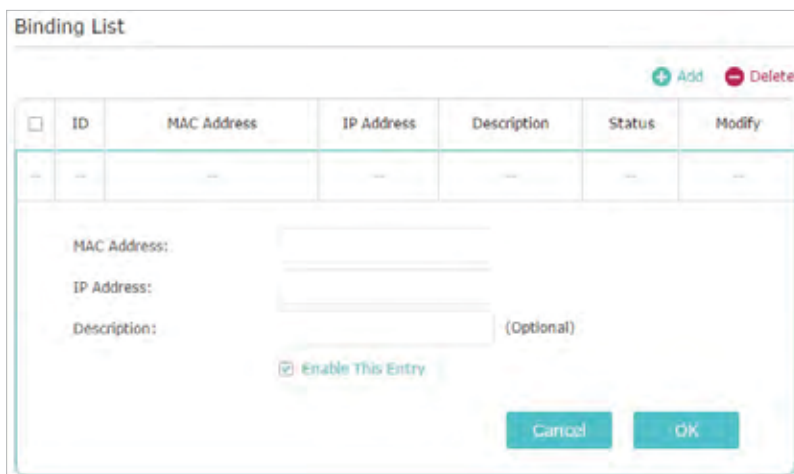 Binding List
Add Delete
ID MAC Address IP Address Description Status Modify
-- -- -- -- -- -- --
MAC Address:
IP Address:
Description: (Optional)
Enable This Entry
Cancel OK